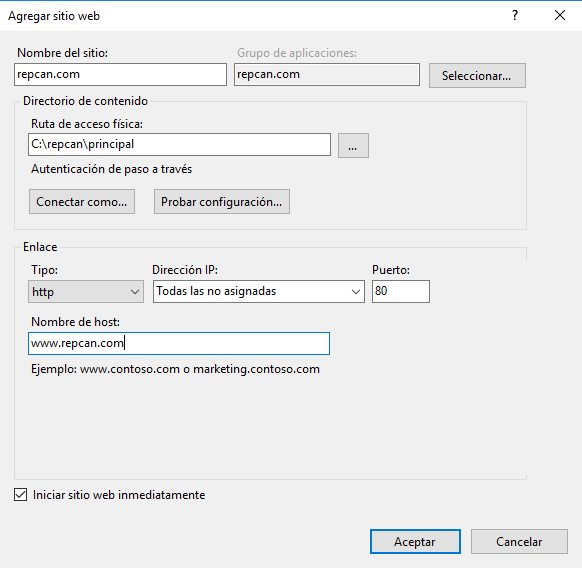 Agregar sitio web
?
Nombre del sitio: Grupo de aplicaciones:
repcan.com repcan.com Seleccionar...
Directorio de contenido
Ruta de acceso física:
C:\repcan\principal ...
Autenticación de paso a través
Conectar como... Probar configuración...
Enlace
Tipo: Dirección IP: Puerto:
http Todas las no asignadas 80
Nombre de host:
www.repcan.com
Ejemplo: www.contoso.com o marketing.contoso.com
Iniciar sitio web inmediatamente
Aceptar Cancelar